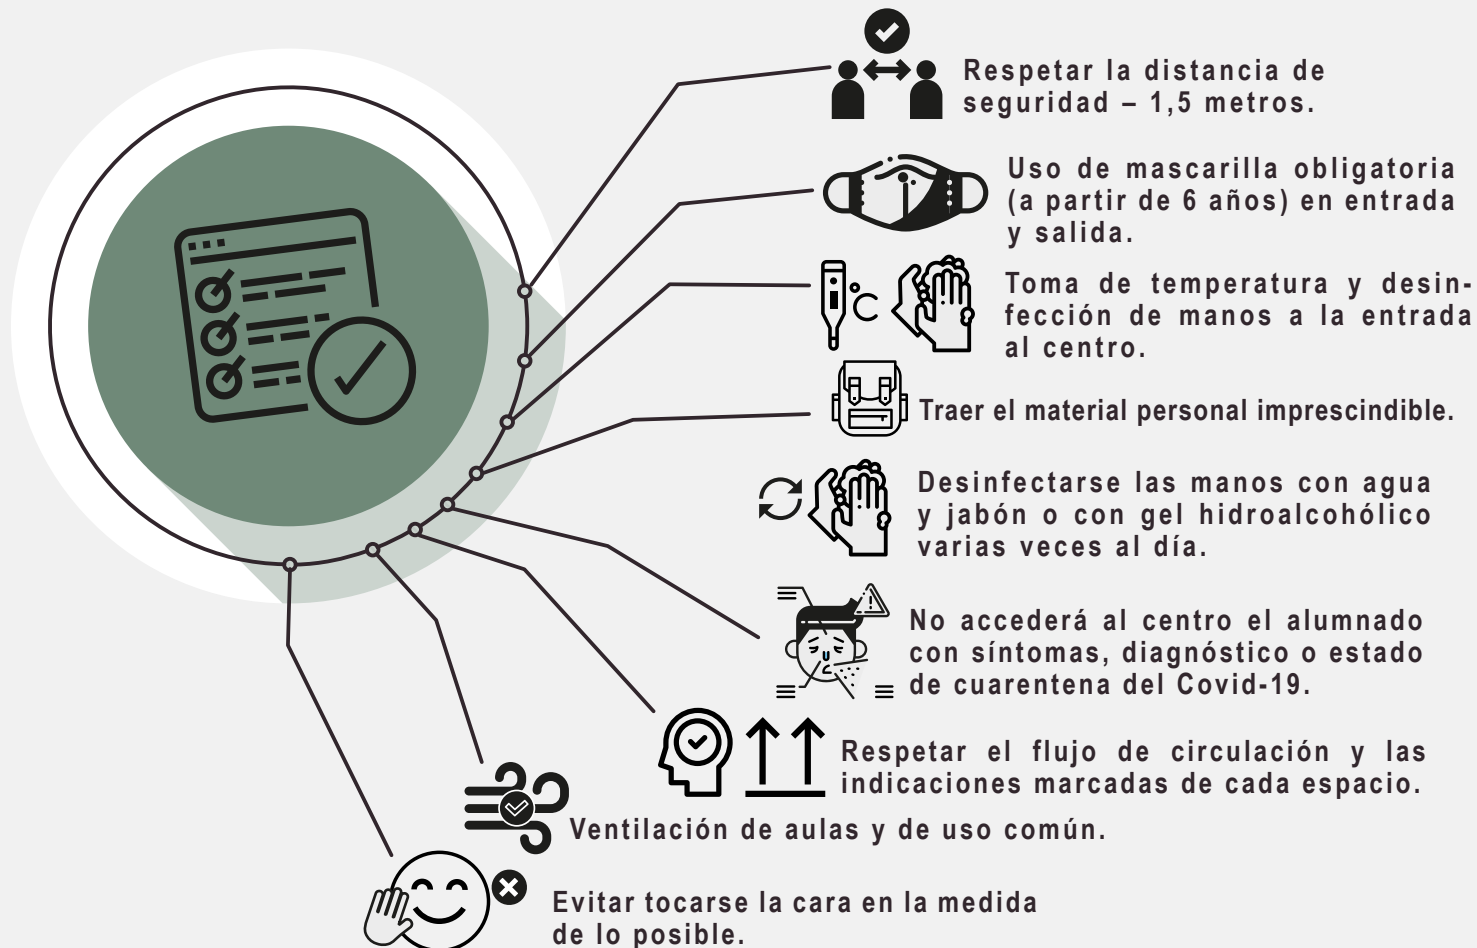 Respetar la distancia de
seguridad – 1,5 metros.
Uso de mascarilla obligatoria
(a partir de 6 años) en entrada
y salida.
°C
Toma de temperatura y desin-
fección de manos a la entrada
al centro.
Traer el material personal imprescindible.
Desinfectarse las manos con agua
y jabón o con gel hidroalcohólico
varias veces al día.
No accederá al centro el alumnado
con síntomas, diagnóstico o estado
de cuarentena del Covid-19.
Respetar el flujo de circulación y las
indicaciones marcadas de cada espacio.
Ventilación de aulas y de uso común.
Evitar tocarse la cara en la medida
de lo posible.